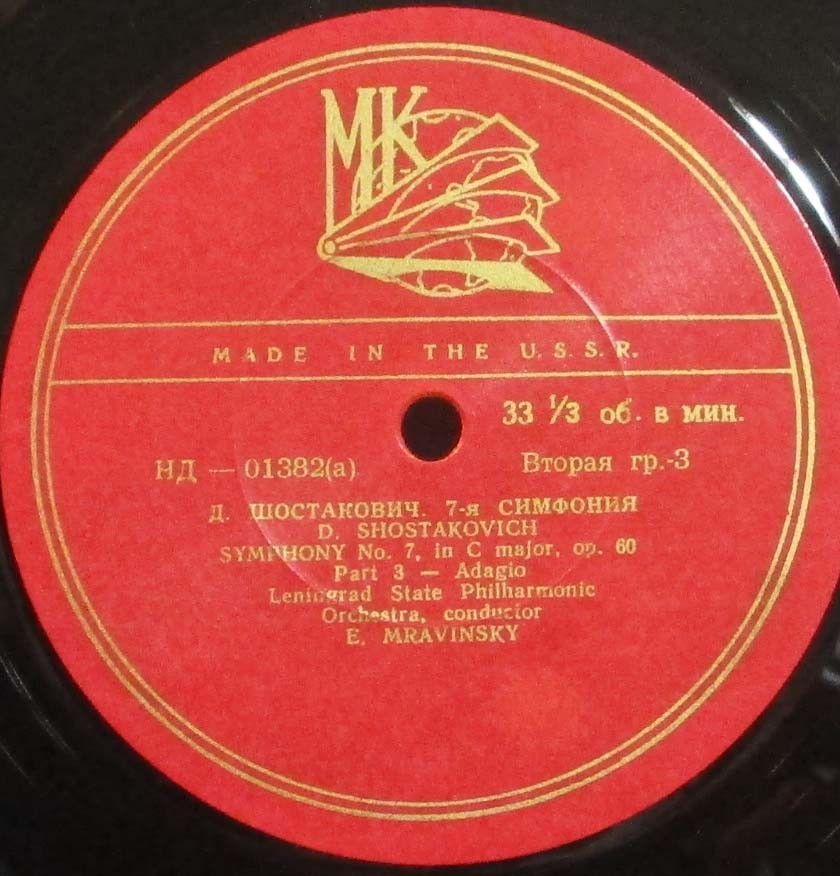 МК
MADE IN THE U.S.S.R.
33 1/3 об. в мин.
НД — 01382(а) Вторая гр.-3
Д. ШОСТАКОВИЧ. 7-я СИМФОНИЯ
D. SHOSTAKOVICH
SYMPHONY No. 7, in C major, op. 60
Part 3 — Adagio
Leningrad State Philharmonic
Orchestra, conductor
E. MRAVINSKY